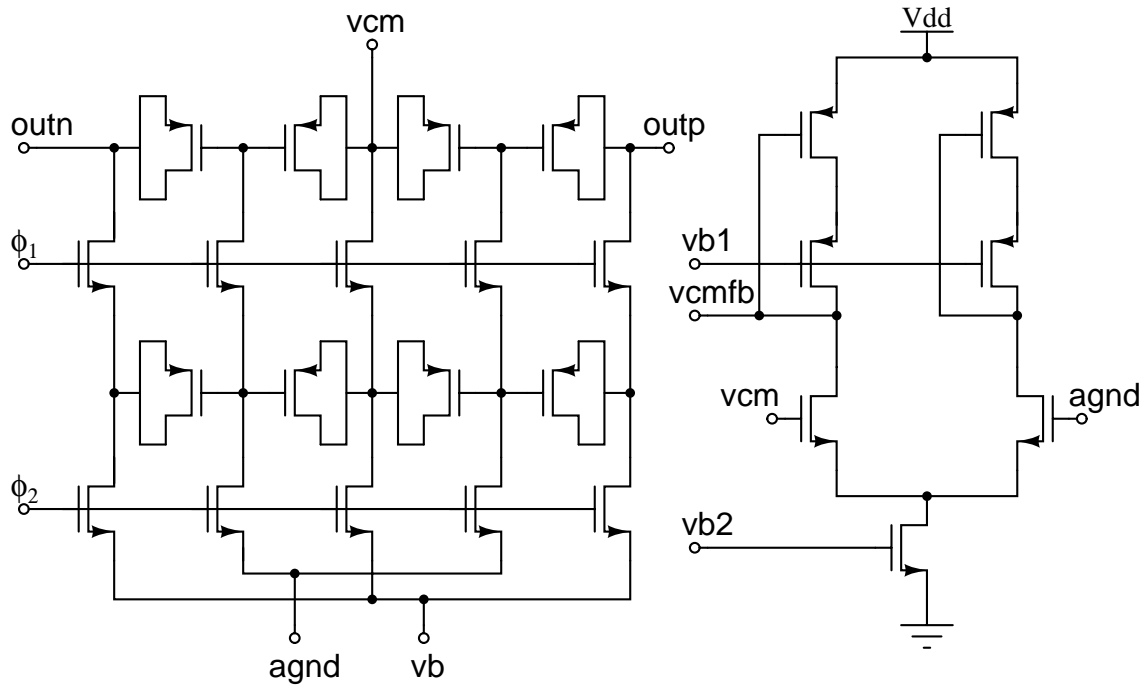 vcm
Vdd
outn
outp
ϕ1
vb1
vcmfb
vcm
agnd
ϕ2
vb2
agnd
vb